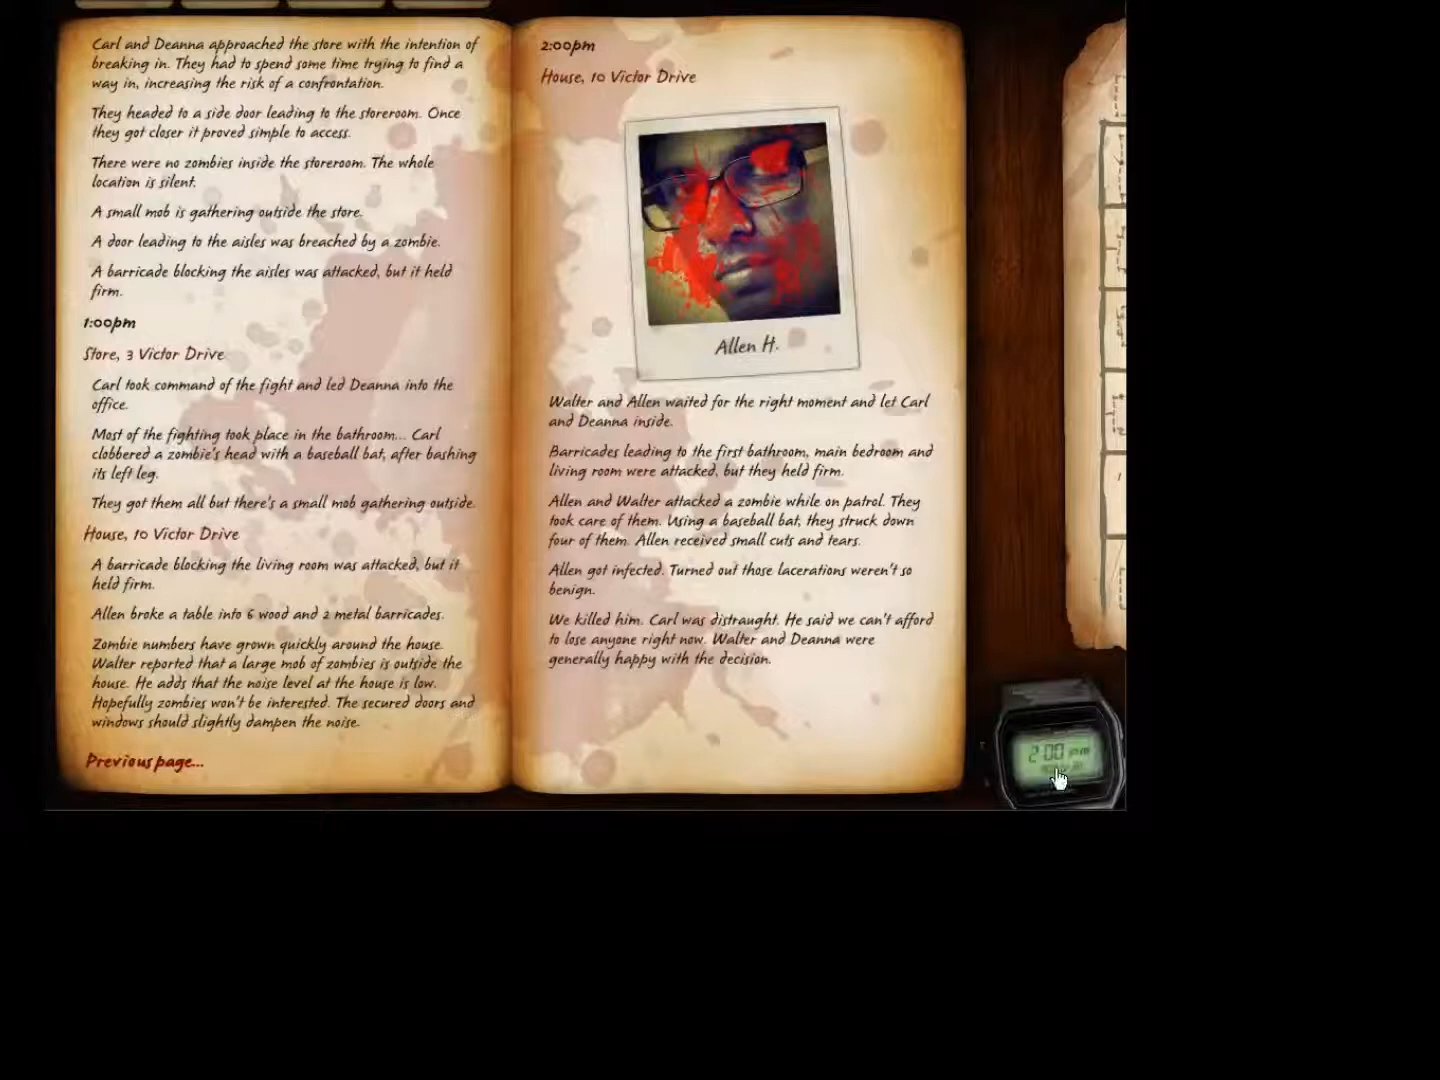 Carl and Deanna approached the store with the intention of
breaking in. They had to spend some time trying to find a
way in, increasing the risk of a confrontation.
They headed to a side door leading to the storeroom. Once
they got closer it proved simple to access.
There were no zombies inside the storeroom. The whole
location is silent.
A small mob is gathering outside the store.
A door leading to the aisles was breached by a zombie.
A barricade blocking the aisles was attacked, but it held
firm.
1:00pm
Store, 3 Victor Drive
Carl took command of the fight and led Deanna into the
office.
Most of the fighting took place in the bathroom... Carl
clobbered a zombie's head with a baseball bat, after bashing
its left leg.
They got them all but there's a small mob gathering outside.
House, 10 Victor Drive
A barricade blocking the living room was attacked, but it
held firm.
Allen broke a table into 6 wood and 2 metal barricades.
Zombie numbers have grown quickly around the house.
Walter reported that a large mob of zombies is outside the
house. He adds that the noise level at the house is low.
Hopefully zombies won't be interested. The secured doors and
windows should slightly dampen the noise.
Previous page...
2:00pm
House, 10 Victor Drive
Allen H.
Walter and Allen waited for the right moment and let Carl
and Deanna inside.
Barricades leading to the first bathroom, main bedroom and
living room were attacked, but they held firm.
Allen and Walter attacked a zombie while on patrol. They
took care of them. Using a baseball bat, they struck down
four of them. Allen received small cuts and tears.
Allen got infected. Turned out those lacerations weren't so
benign.
We killed him. Carl was distraught. He said we can't afford
to lose anyone right now. Walter and Deanna were
generally happy with the decision.
2:00 pm